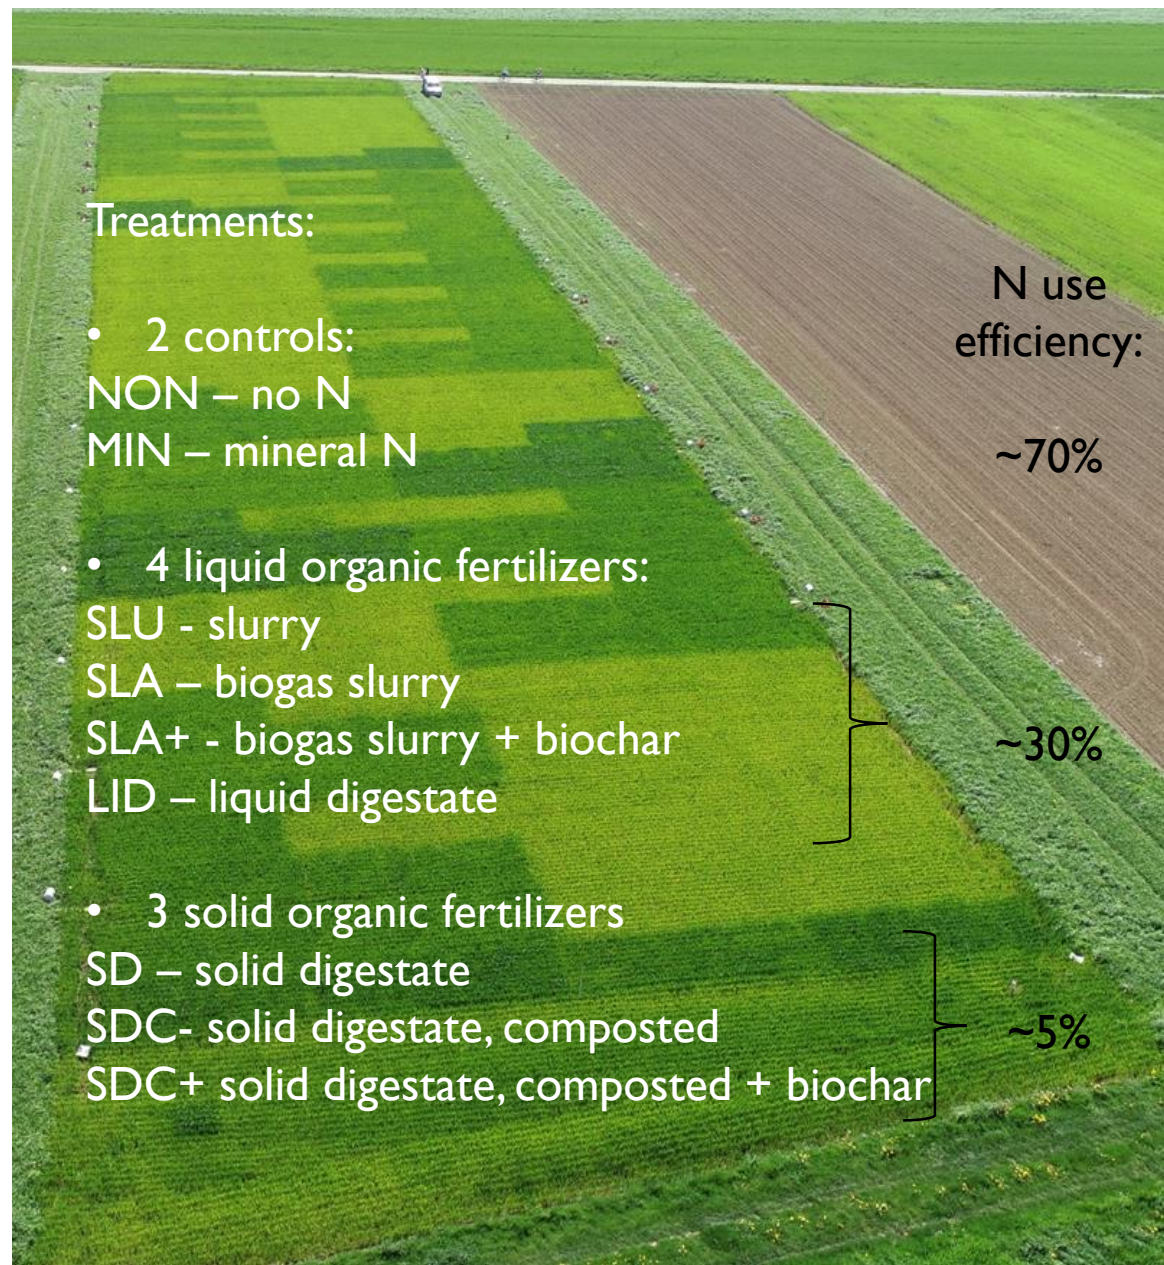 Treatments:
N use
efficiency:
• 2 controls:
NON – no N
MIN – mineral N
~70%
• 4 liquid organic fertilizers:
SLU - slurry
SLA – biogas slurry
SLA+ - biogas slurry + biochar
LID – liquid digestate
~30%
• 3 solid organic fertilizers
SD – solid digestate
SDC- solid digestate, composted
SDC+ solid digestate, composted + biochar
~5%